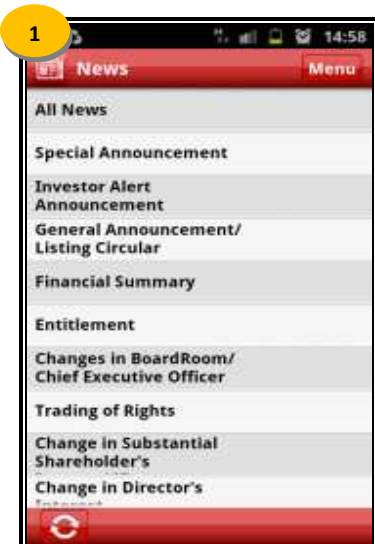 1
14:58
News
Menu
All News
Special Announcement
Investor Alert
Announcement
General Announcement/
Listing Circular
Financial Summary
Entitlement
Changes in BoardRoom/
Chief Executive Officer
Trading of Rights
Change in Substantial
Shareholder's
Change in Director's